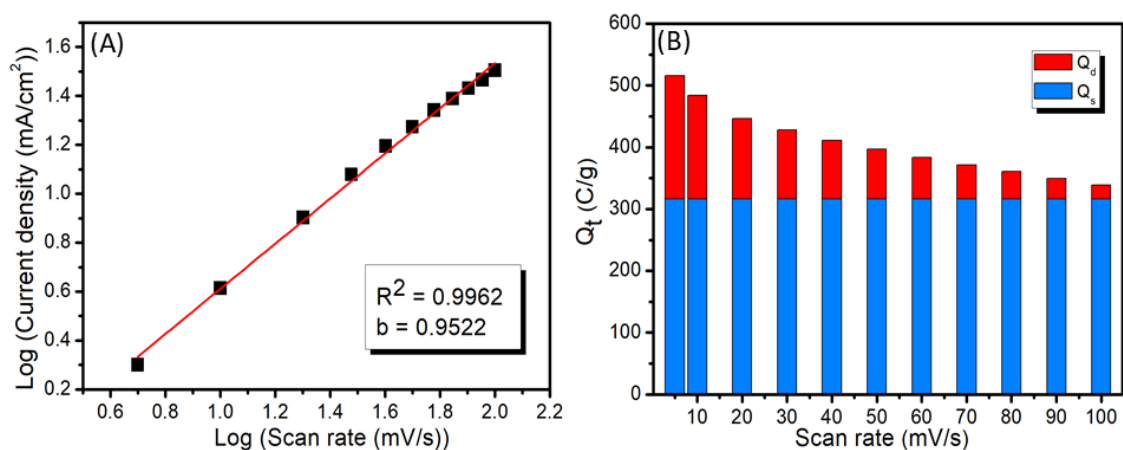 (A)
Log (Current density (mA/cm²))
1.6
1.4
1.2
1.0
0.8
0.6
0.4
0.2
R² = 0.9962
b = 0.9522
0.6 0.8 1.0 1.2 1.4 1.6 1.8 2.0 2.2
Log (Scan rate (mV/s))
(B)
Qt (C/g)
600
500
400
300
200
100
0
Qd
Qs
10 20 30 40 50 60 70 80 90 100
Scan rate (mV/s)